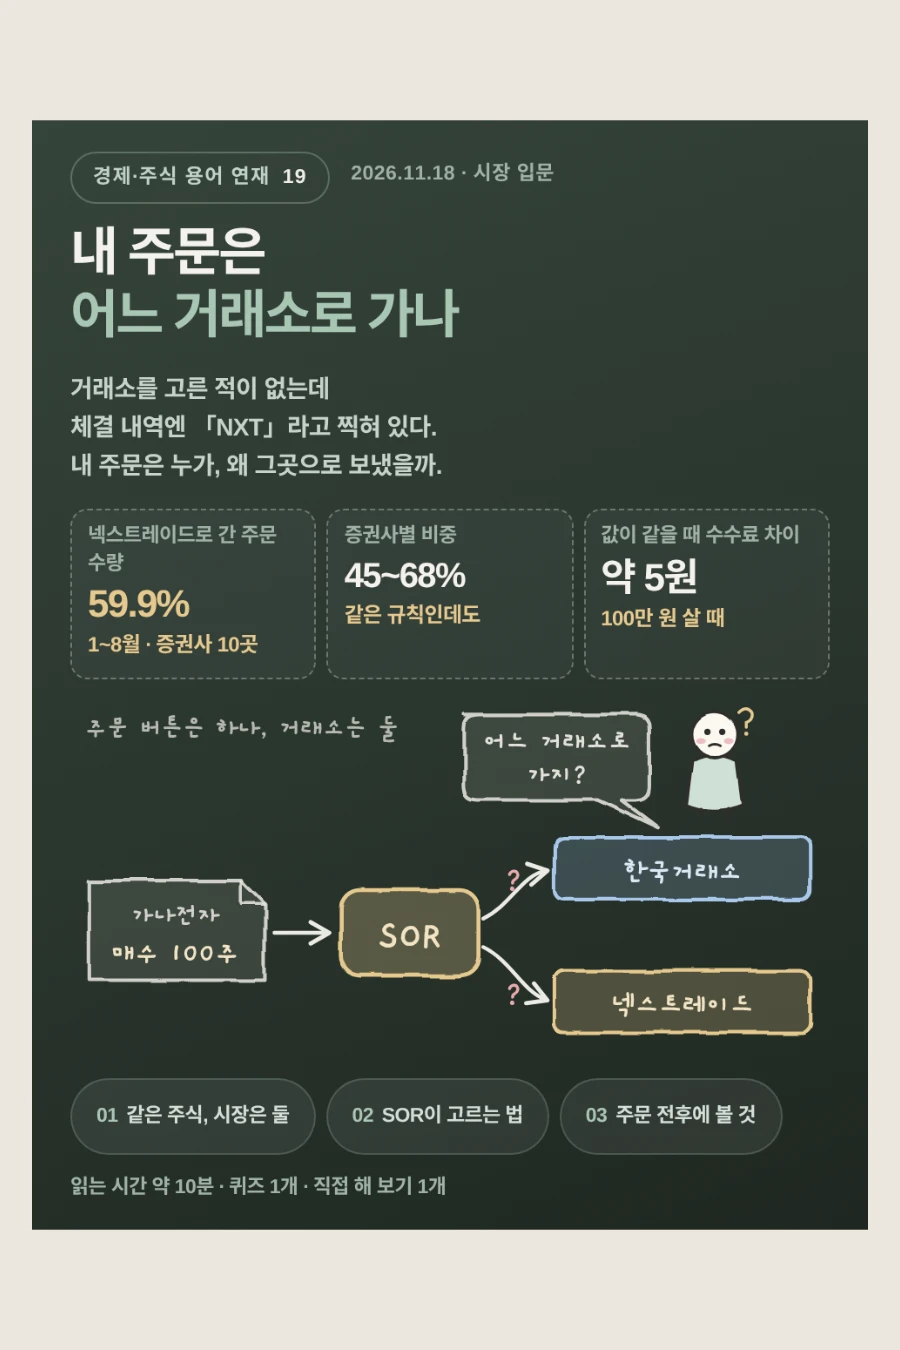 경제·주식 용어 연재 19
2026.11.18 · 시장 입문
내 주문은
어느 거래소로 가나
거래소를 고른 적이 없는데
체결 내역엔 「NXT」라고 찍혀 있다.
내 주문은 누가, 왜 그곳으로 보냈을까.
넥스트레이드로 간 주문
수량
59.9%
1~8월 · 증권사 10곳
증권사별 비중
45~68%
같은 규칙인데도
값이 같을 때 수수료 차이
약 5원
100만 원 살 때
주문 버튼은 하나, 거래소는 둘
어느 거래소로
가지?
?
가나전자
매수 100주
SOR
?
한국거래소
?
넥스트레이드
01 같은 주식, 시장은 둘
02 SOR이 고르는 법
03 주문 전후에 볼 것
읽는 시간 약 10분 · 퀴즈 1개 · 직접 해 보기 1개